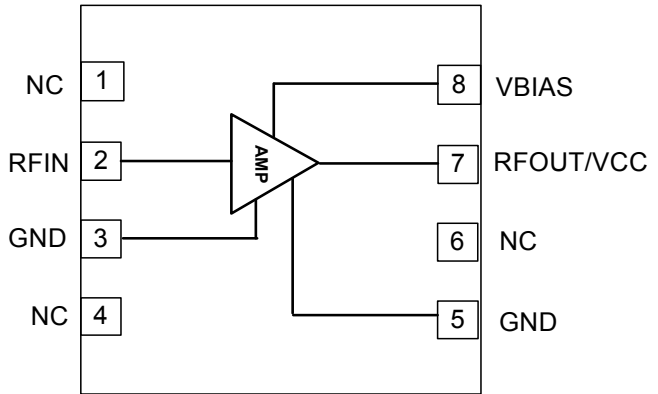 NC 1
RFIN 2
GND 3
NC 4
AMP
8 VBIAS
7 RFOUT/VCC
6 NC
5 GND